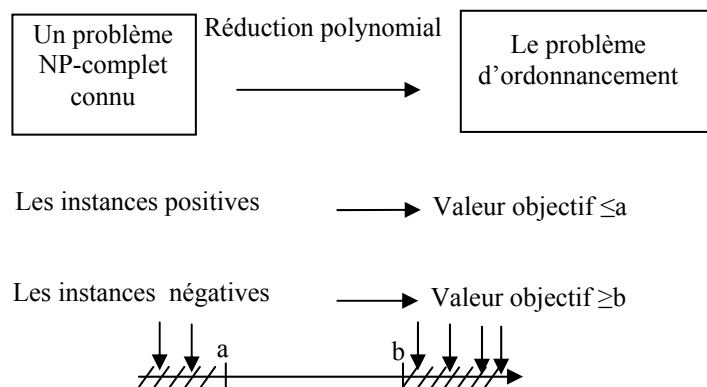 Un problème
NP-complet
connu
Réduction polynomial
Le problème
d’ordonnancement
Les instances positives
Valeur objectif ≤a
Les instances négatives
Valeur objectif ≥b
a
b